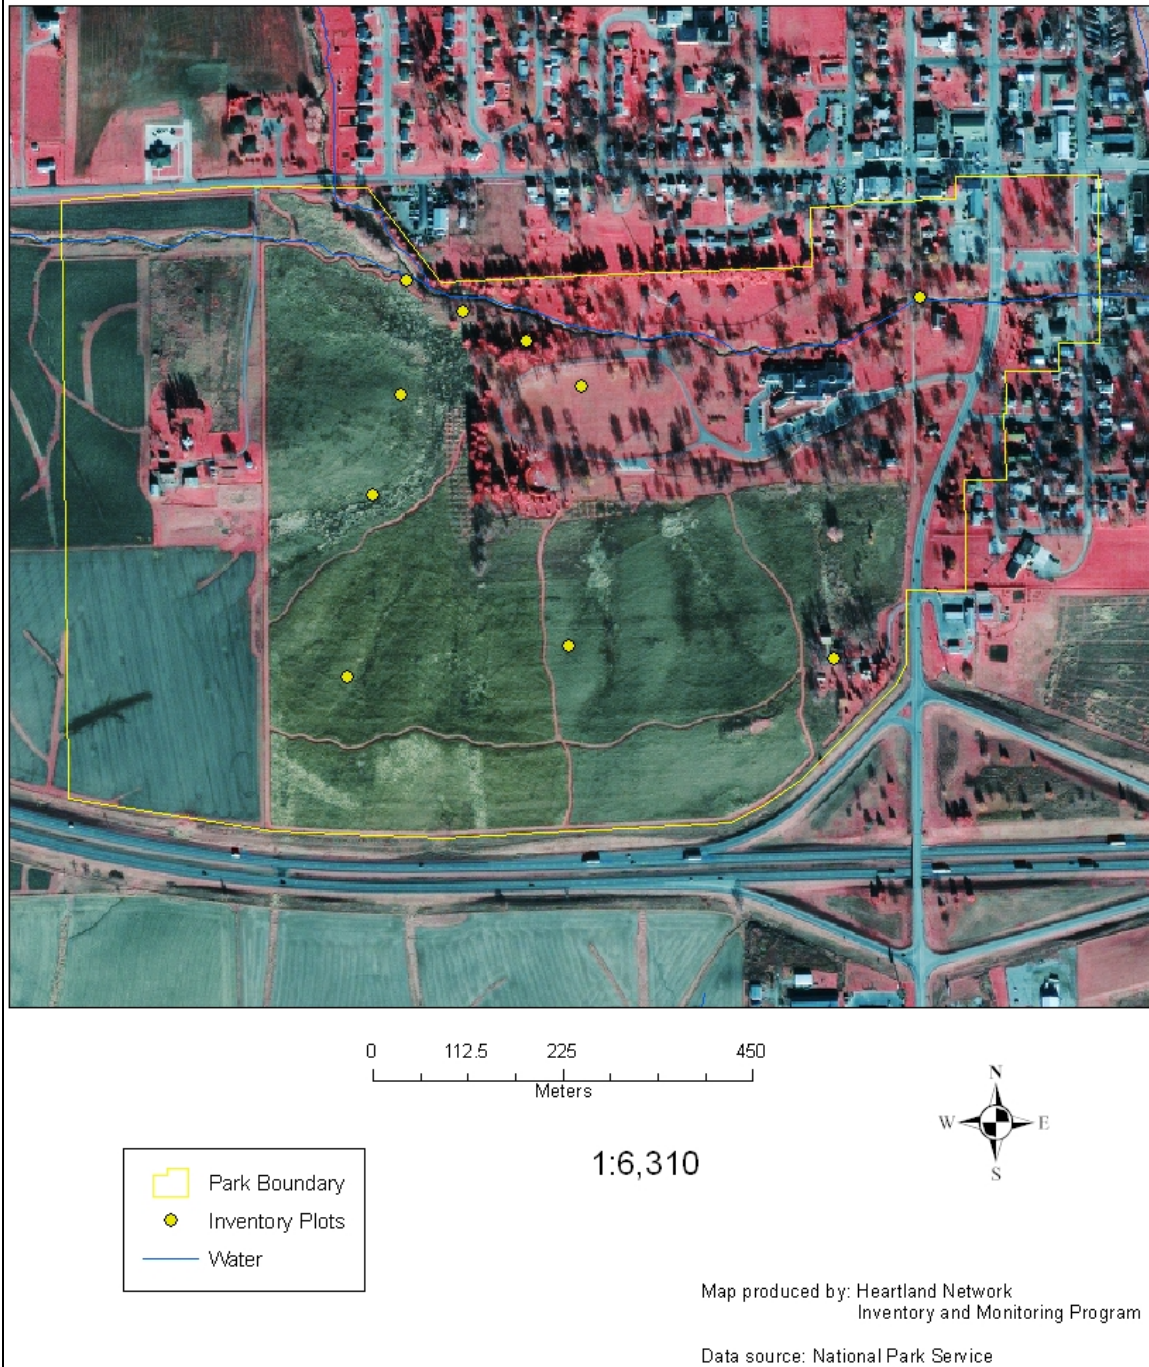 0 112.5 225 450
Meters
N
W E
S
1:6,310
Park Boundary
Inventory Plots
Water
Map produced by: Heartland Network
Inventory and Monitoring Program
Data source: National Park Service